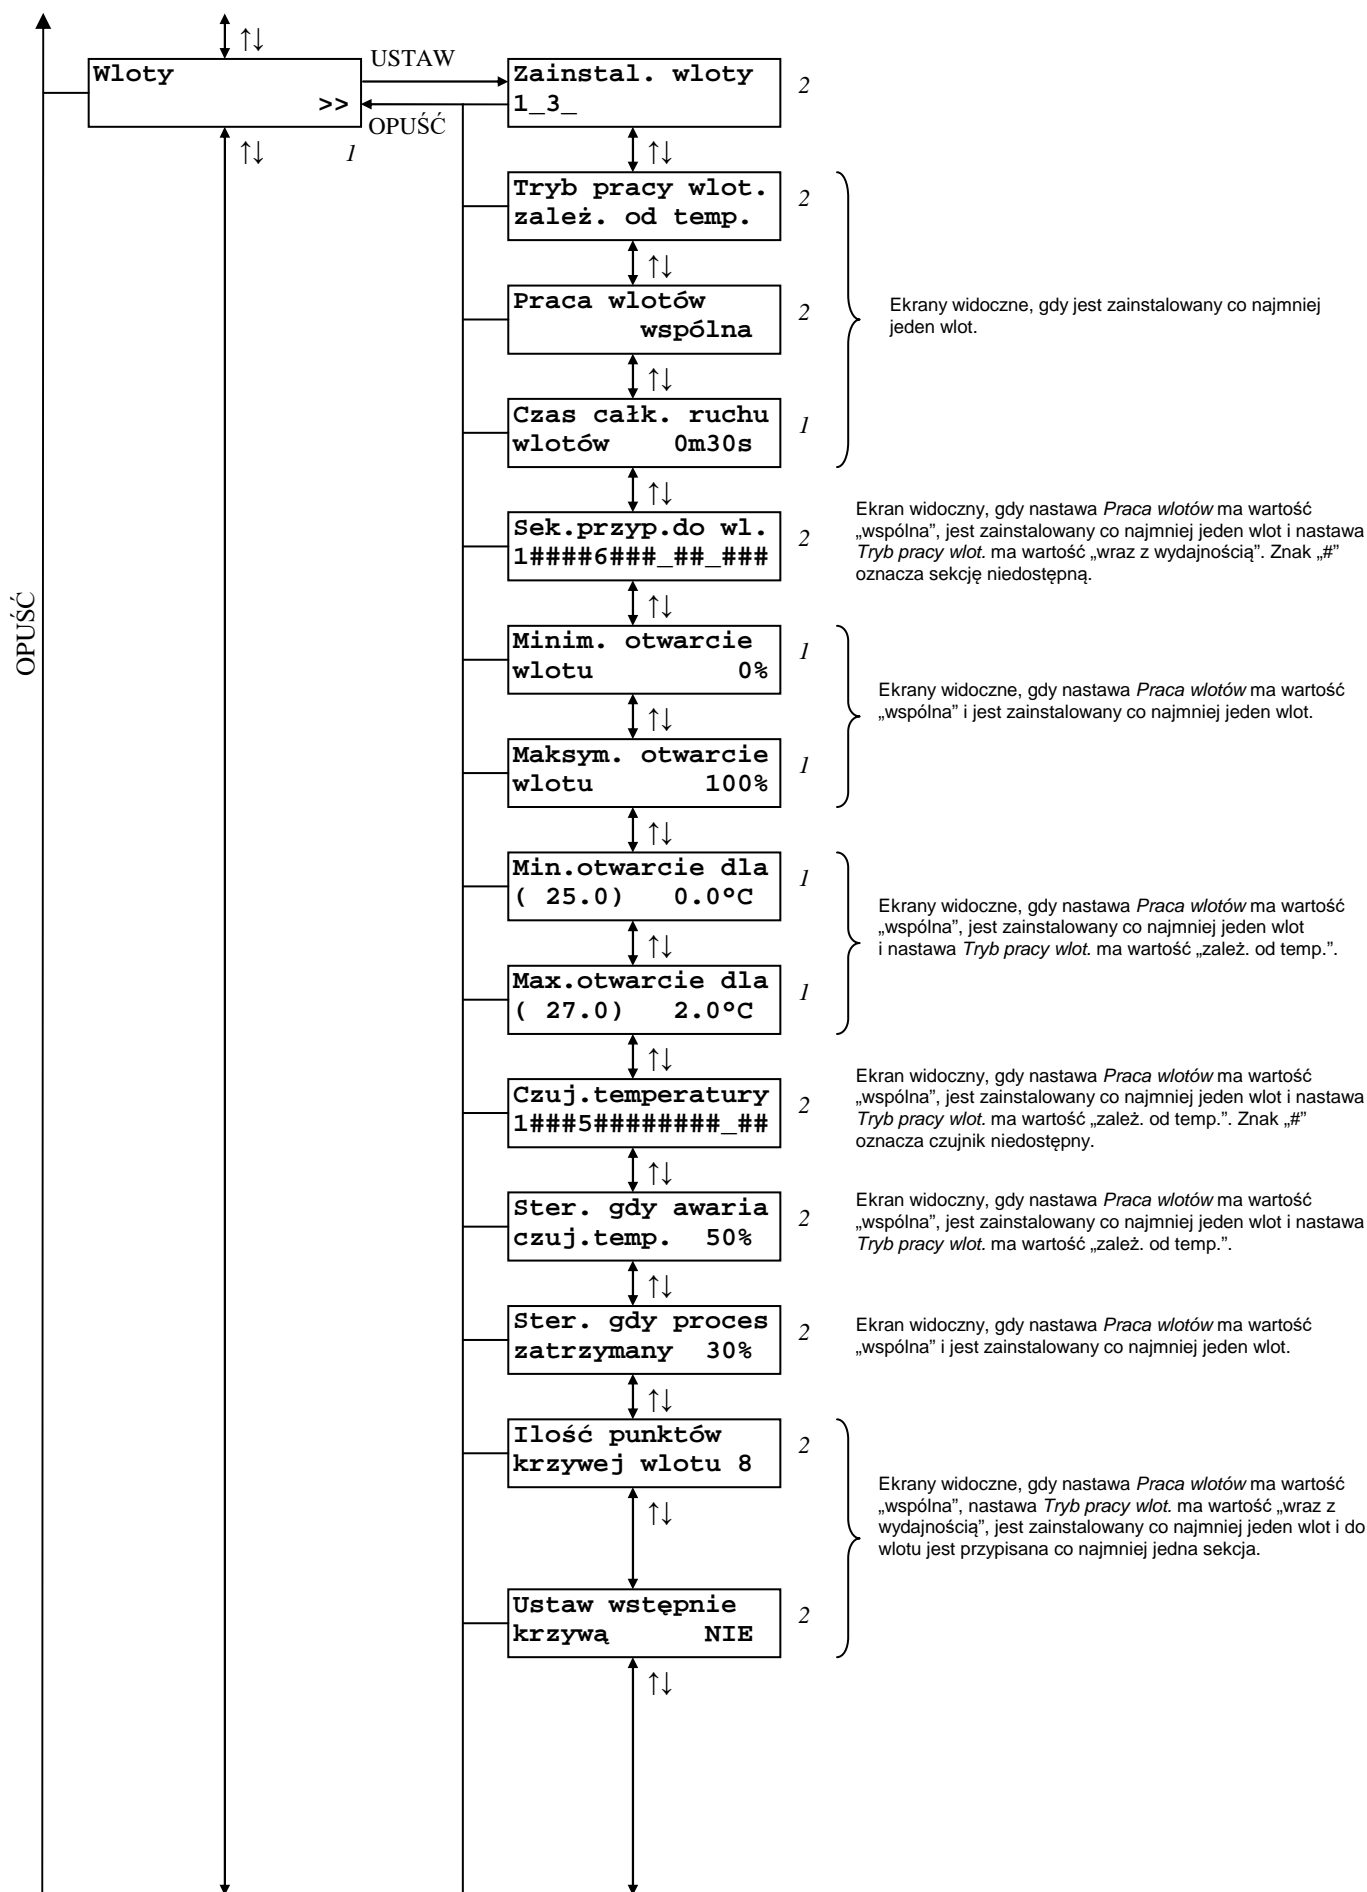 ↑↓
Wloty
>>
USTAW
OPUŚĆ
↑↓
1
OPUŚĆ
Zainstal. wloty
1_3_
2
↑↓
Tryb pracy wlot.
zależ. od temp.
2
↑↓
Praca wlotów
wspólna
2
Ekrany widoczne, gdy jest zainstalowany co najmniej
jeden wlot.
↑↓
Czas całk. ruchu
wlotów 0m30s
1
↑↓
Sek.przyp.do wl.
1####6###_##_###
2
Ekran widoczny, gdy nastawa Praca wlotów ma wartość
„wspólna”, jest zainstalowany co najmniej jeden wlot i nastawa
Tryb pracy wlot. ma wartość „wraz z wydajnością”. Znak „#”
oznacza sekcję niedostępną.
↑↓
Minim. otwarcie
wlotu 0%
1
Ekrany widoczne, gdy nastawa Praca wlotów ma wartość
„wspólna” i jest zainstalowany co najmniej jeden wlot.
↑↓
Maksym. otwarcie
wlotu 100%
1
↑↓
Min.otwarcie dla
( 25.0) 0.0°C
1
Ekrany widoczne, gdy nastawa Praca wlotów ma wartość
„wspólna”, jest zainstalowany co najmniej jeden wlot
i nastawa Tryb pracy wlot. ma wartość „zależ. od temp.”.
↑↓
Max.otwarcie dla
( 27.0) 2.0°C
1
↑↓
Czuj.temperatury
1###5########_##
2
Ekran widoczny, gdy nastawa Praca wlotów ma wartość
„wspólna”, jest zainstalowany co najmniej jeden wlot i nastawa
Tryb pracy wlot. ma wartość „zależ. od temp.”. Znak „#”
oznacza czujnik niedostępny.
↑↓
Ster. gdy awaria
czuj.temp. 50%
2
Ekran widoczny, gdy nastawa Praca wlotów ma wartość
„wspólna”, jest zainstalowany co najmniej jeden wlot i nastawa
Tryb pracy wlot. ma wartość „zależ. od temp.”.
↑↓
Ster. gdy proces
zatrzymany 30%
2
Ekran widoczny, gdy nastawa Praca wlotów ma wartość
„wspólna” i jest zainstalowany co najmniej jeden wlot.
↑↓
Ilość punktów
krzywej wlotu 8
2
Ekrany widoczne, gdy nastawa Praca wlotów ma wartość
„wspólna”, nastawa Tryb pracy wlot. ma wartość „wraz z
wydajnością”, jest zainstalowany co najmniej jeden wlot i do
wlotu jest przypisana co najmniej jedna sekcja.
↑↓
Ustaw wstępnie
krzywą NIE
2
↑↓